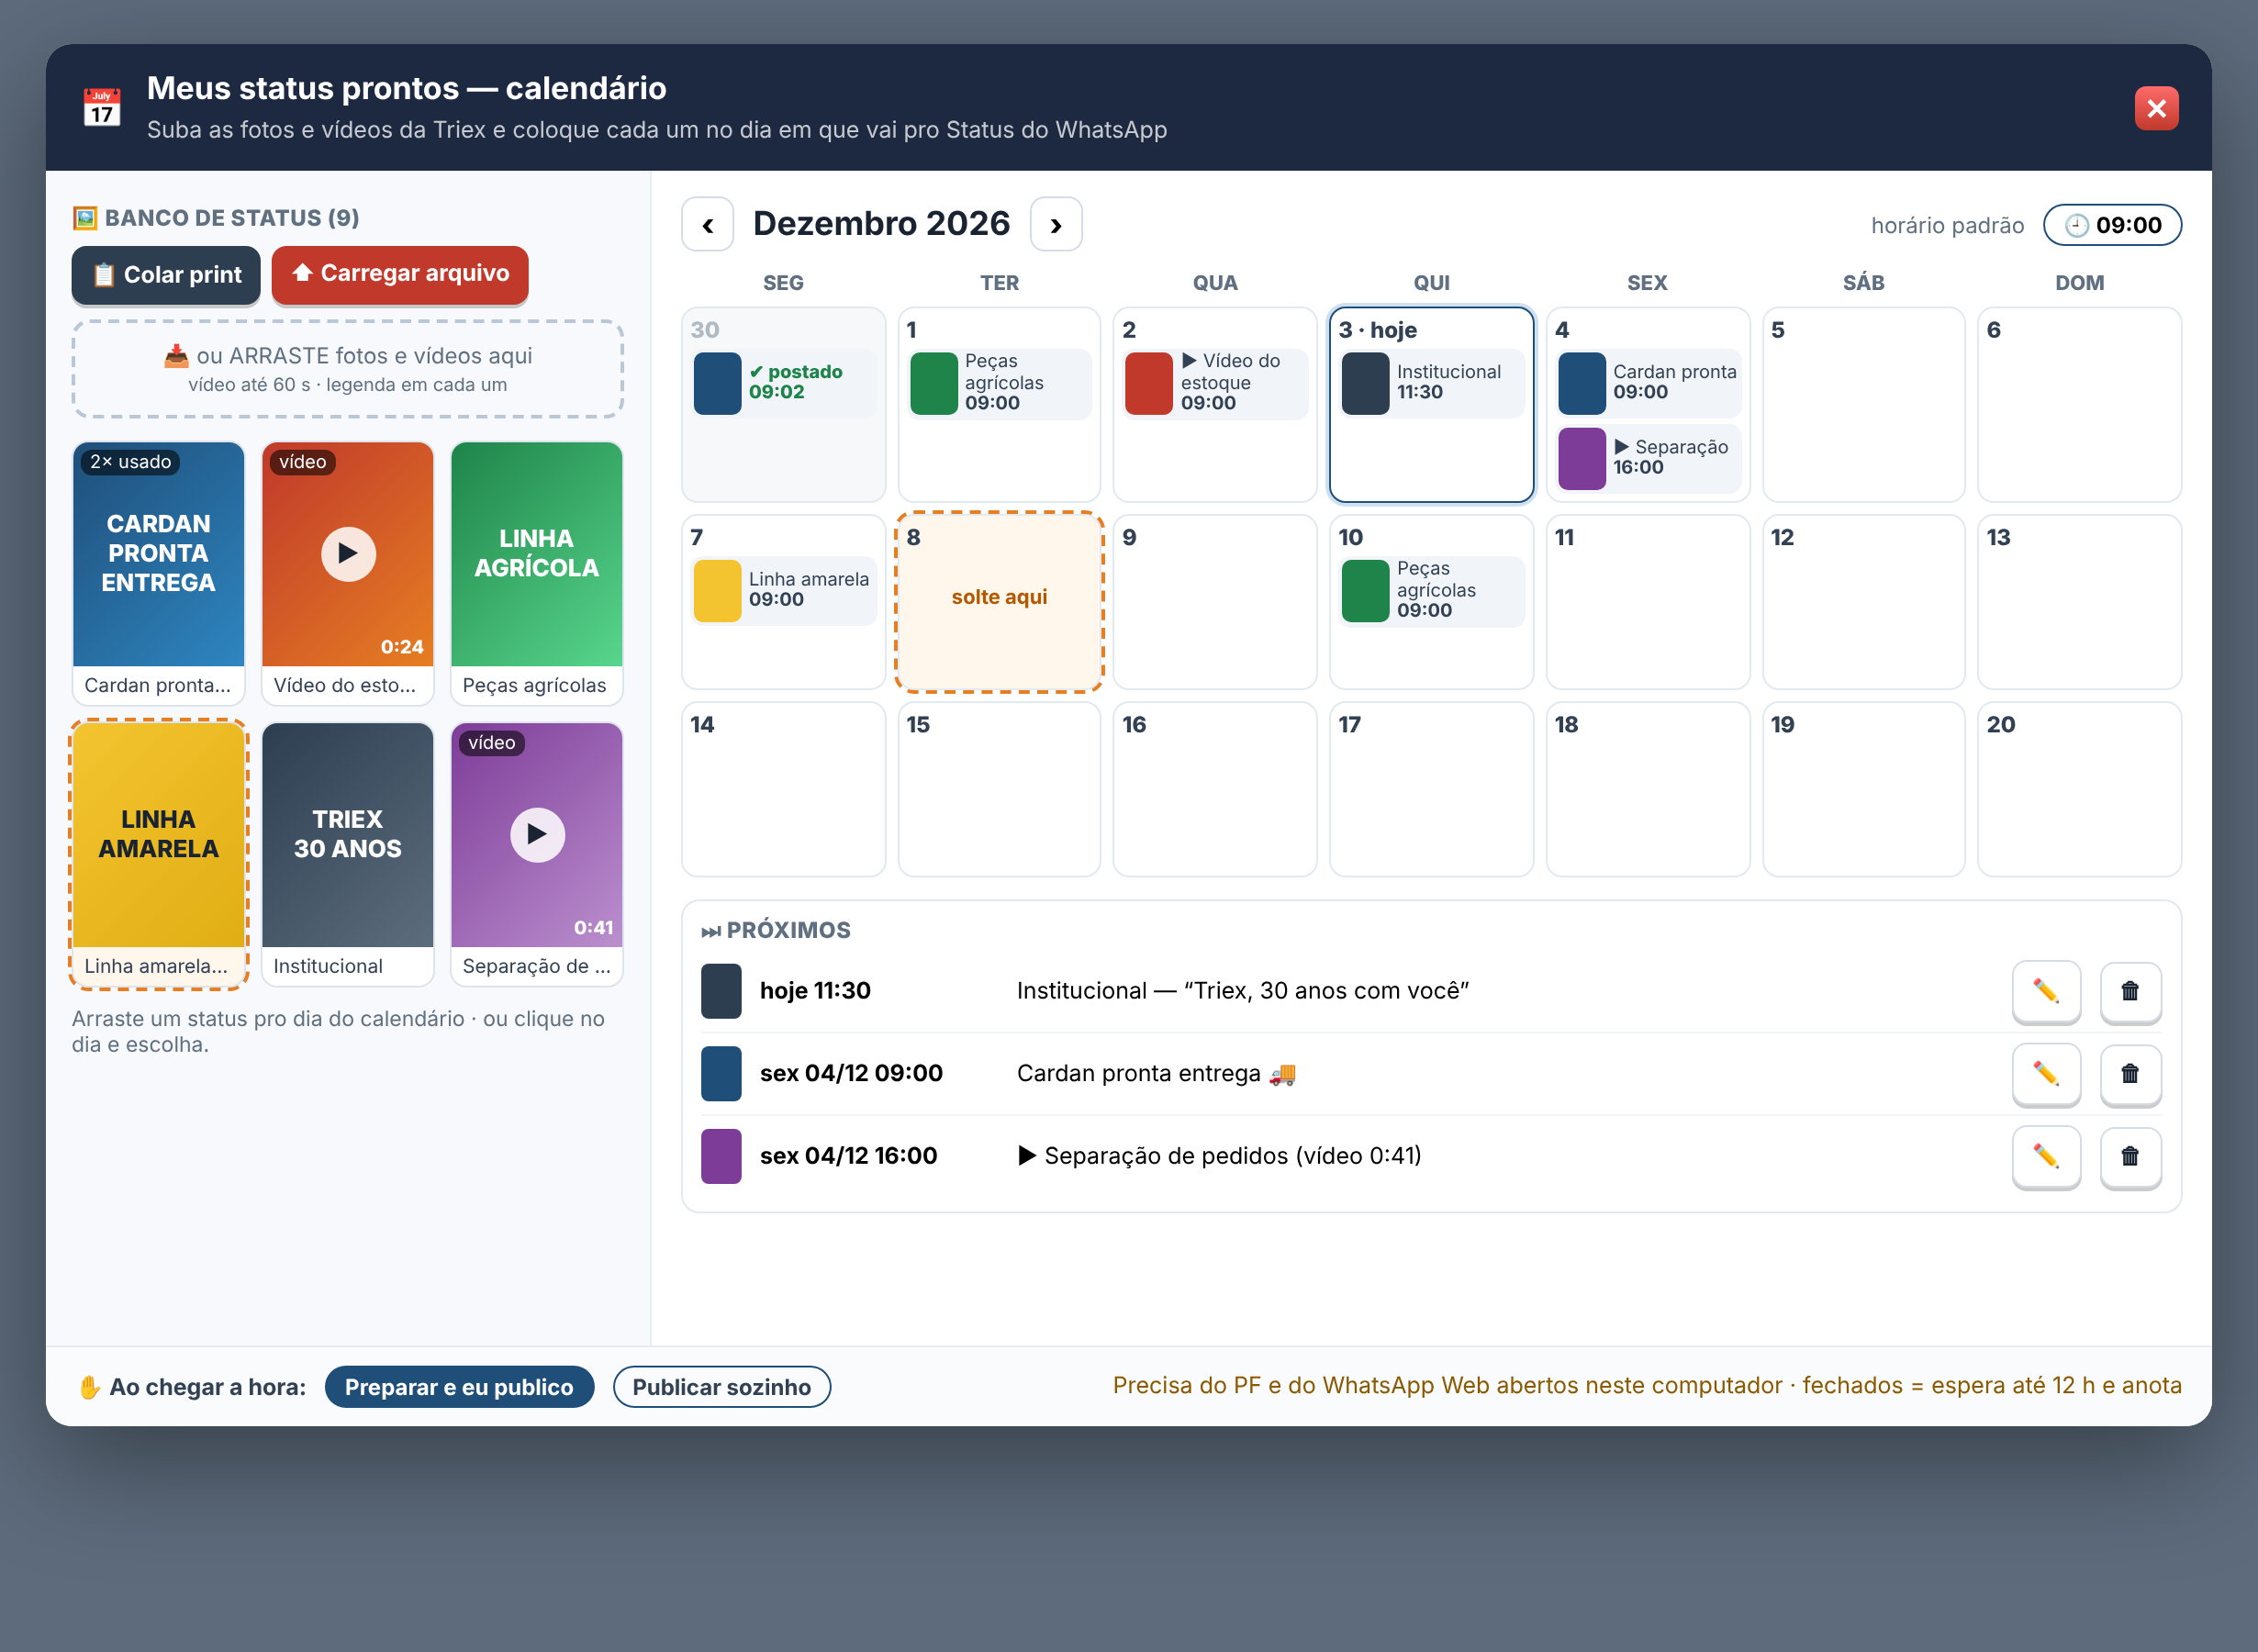 Meus status prontos — calendário
Suba as fotos e vídeos da Triex e coloque cada um no dia em que vai pro Status do WhatsApp
BANCO DE STATUS (9)
Colar print
Carregar arquivo
ou ARRASTE fotos e vídeos aqui
vídeo até 60 s · legenda em cada um
2× usado
CARDAN
PRONTA
ENTREGA
Cardan pronta...
vídeo
0:24
Vídeo do esto...
LINHA
AGRÍCOLA
Peças agrícolas
LINHA
AMARELA
Linha amarela...
TRIEX
30 ANOS
Institucional
vídeo
0:41
Separação de ...
Arraste um status pro dia do calendário · ou clique no
dia e escolha.
‹ Dezembro 2026 ›
horário padrão 09:00
SEG TER QUA QUI SEX SÁB DOM
30
✔ postado
09:02
1
Peças
agrícolas
09:00
2
▶ Vídeo do
estoque
09:00
3 · hoje
Institucional
11:30
4
Cardan pronta
09:00
▶ Separação
16:00
5
6
7
Linha amarela
09:00
8
solte aqui
9
10
Peças
agrícolas
09:00
11
12
13
14
15
16
17
18
19
20
PRÓXIMOS
hoje 11:30 Institucional — “Triex, 30 anos com você”
sex 04/12 09:00 Cardan pronta entrega
sex 04/12 16:00 ▶ Separação de pedidos (vídeo 0:41)
Ao chegar a hora: Preparar e eu publico Publicar sozinho
Precisa do PF e do WhatsApp Web abertos neste computador · fechados = espera até 12 h e anota